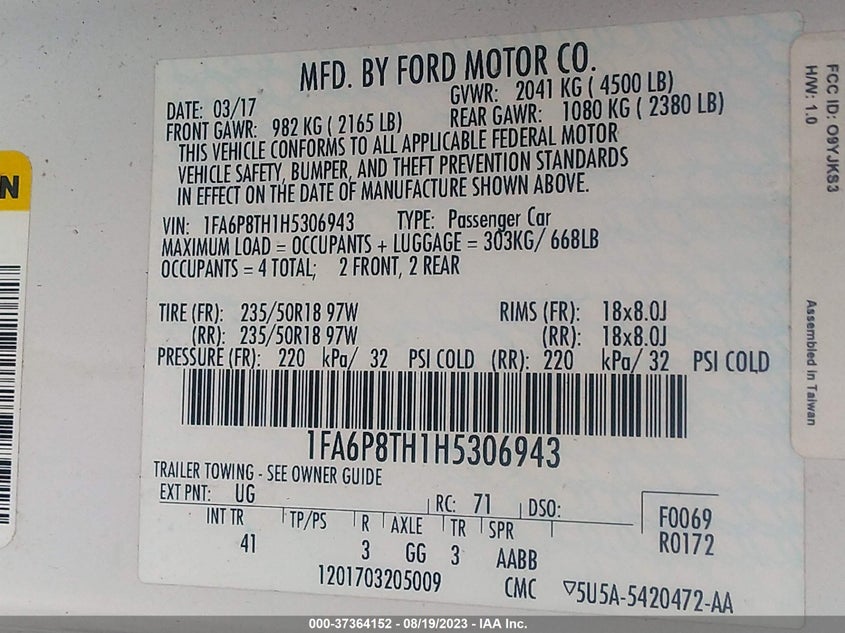 MFD. BY FORD MOTOR CO.
DATE: 03/17 GVWR: 2041 KG ( 4500 LB)
FRONT GAWR: 982 KG ( 2165 LB) REAR GAWR: 1080 KG ( 2380 LB)
THIS VEHICLE CONFORMS TO ALL APPLICABLE FEDERAL MOTOR
VEHICLE SAFETY, BUMPER, AND THEFT PREVENTION STANDARDS
IN EFFECT ON THE DATE OF MANUFACTURE SHOWN ABOVE.
VIN: 1FA6P8TH1H5306943 TYPE: Passenger Car
MAXIMUM LOAD = OCCUPANTS + LUGGAGE = 303KG/ 668LB
OCCUPANTS = 4 TOTAL; 2 FRONT, 2 REAR
TIRE (FR): 235/50R18 97W RIMS (FR): 18x8.0J
(RR): 235/50R18 97W (RR): 18x8.0J
PRESSURE (FR): 220 kPa/ 32 PSI COLD (RR): 220 kPa/ 32 PSI COLD
1FA6P8TH1H5306943
TRAILER TOWING - SEE OWNER GUIDE
EXT PNT: UG RC: 71 DSO:
INT TR TP/PS R AXLE TR SPR
41 3 GG 3 AABB
F0069
R0172
1201703205009 CMC ▽5U5A-5420472-AA
N
FCC ID: O9YJKS3
H/W: 1.0
Assembled in Taiwan
000-37364152 - 08/19/2023 - IAA Inc.